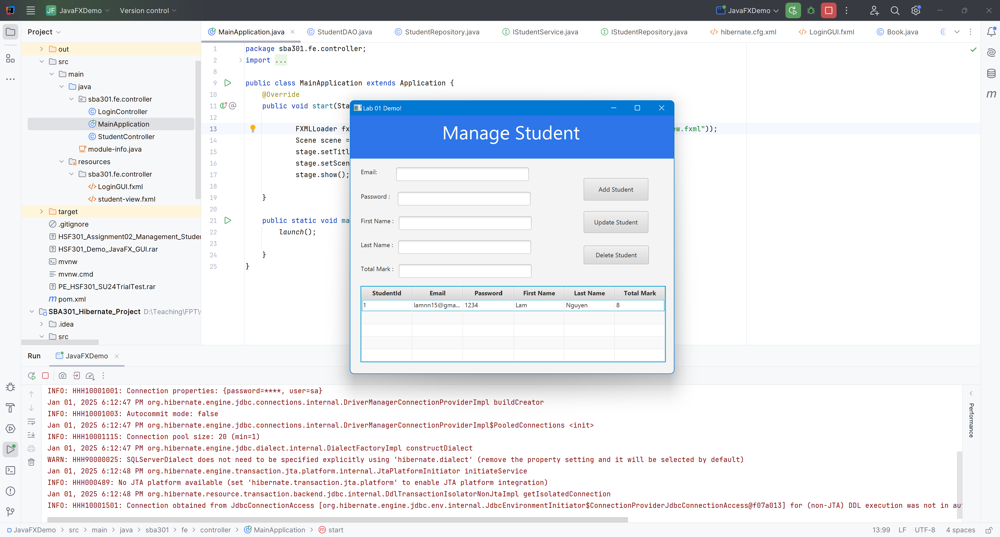 JF JavaFXDemo Version control JavaFXDemo
Project
MainApplication.java StudentDAO.java StudentRepository.java IStudentService.java IStudentRepository.java hibernate.cfg.xml LoginGUI.fxml Book.java
out
src
main
java
sba301.fe.controller
LoginController
MainApplication
StudentController
module-info.java
resources
sba301.fe.controller
LoginGUI.fxml
student-view.fxml
target
.gitignore
HSF301_Assignment02_Management_Studen
HSF301_Demo_JavaFX_GUI.rar
mvnw
mvnw.cmd
PE_HSF301_SU24TrialTest.rar
pom.xml
SBA301_Hibernate_Project D:\Teaching\FPT\
.idea
src
1 package sba301.fe.controller;
2 import ...
8
9 public class MainApplication extends Application {
10 @Override
11 public void start(Sta
12
13 FXMLLoader fx w.fxml"));
14 Scene scene =
15 stage.setTitl
16 stage.setScen
17 stage.show();
18
19 }
20
21 public static void ma
22 launch();
23
24 }
25 }
Lab 01 Demo!
Manage Student
Email:
Password :
First Name :
Last Name :
Total Mark :
Add Student
Update Student
Delete Student
StudentId Email Password First Name Last Name Total Mark
1 lamnn15@gma... 1234 Lam Nguyen 8
Run JavaFXDemo
INFO: HHH10001001: Connection properties: {password=****, user=sa}
Jan 01, 2025 6:12:47 PM org.hibernate.engine.jdbc.connections.internal.DriverManagerConnectionProviderImpl buildCreator
INFO: HHH10001003: Autocommit mode: false
Jan 01, 2025 6:12:47 PM org.hibernate.engine.jdbc.connections.internal.DriverManagerConnectionProviderImpl$PooledConnections <init>
INFO: HHH10001115: Connection pool size: 20 (min=1)
Jan 01, 2025 6:12:47 PM org.hibernate.engine.jdbc.dialect.internal.DialectFactoryImpl constructDialect
WARN: HHH90000025: SQLServerDialect does not need to be specified explicitly using 'hibernate.dialect' (remove the property setting and it will be selected by default)
Jan 01, 2025 6:12:48 PM org.hibernate.engine.transaction.jta.platform.internal.JtaPlatformInitiator initiateService
INFO: HHH000489: No JTA platform available (set 'hibernate.transaction.jta.platform' to enable JTA platform integration)
Jan 01, 2025 6:12:48 PM org.hibernate.resource.transaction.backend.jdbc.internal.DdlTransactionIsolatorNonJtaImpl getIsolatedConnection
INFO: HHH10001501: Connection obtained from JdbcConnectionAccess [org.hibernate.engine.jdbc.env.internal.JdbcEnvironmentInitiator$ConnectionProviderJdbcConnectionAccess@f07a013] for (non-JTA) DDL execution was not in au
Performance
JavaFXDemo > src > main > java > sba301 > fe > controller > MainApplication > start
13:99 LF UTF-8 4 spaces